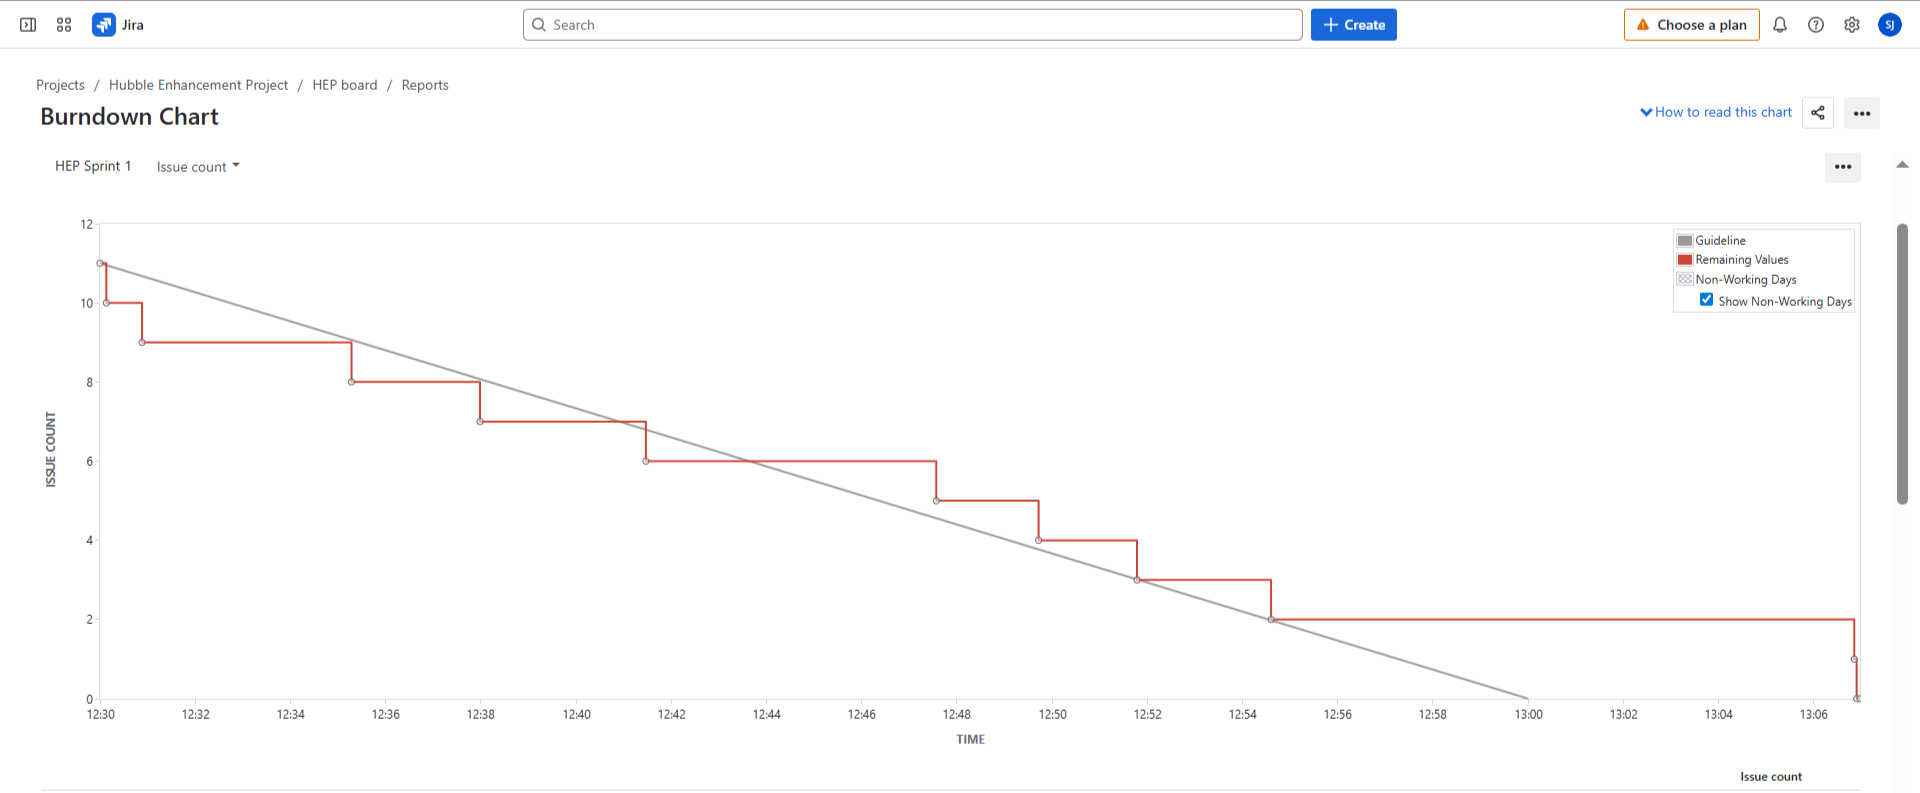 Jira
Search
+ Create
Choose a plan
SJ
Projects / Hubble Enhancement Project / HEP board / Reports
Burndown Chart
How to read this chart
HEP Sprint 1
Issue count
Guideline
Remaining Values
Non-Working Days
Show Non-Working Days
12
10
8
6
4
2
0
ISSUE COUNT
12:30 12:32 12:34 12:36 12:38 12:40 12:42 12:44 12:46 12:48 12:50 12:52 12:54 12:56 12:58 13:00 13:02 13:04 13:06
TIME
Issue count